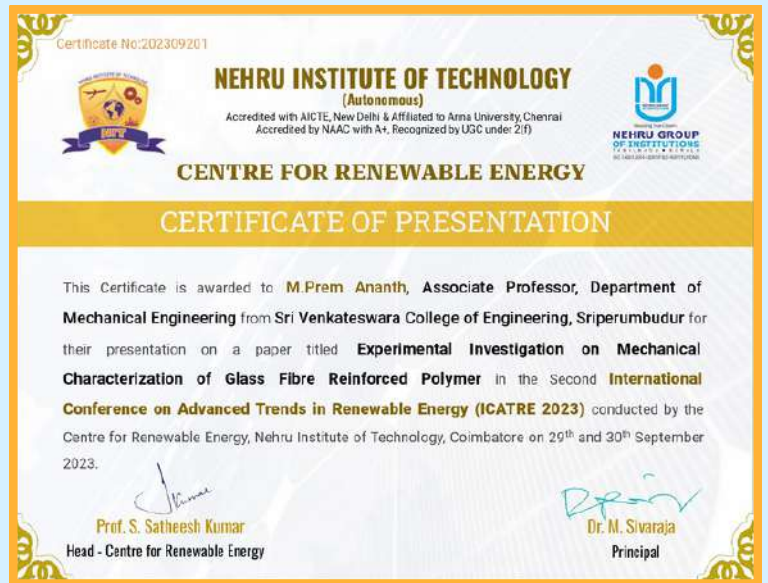 Certificate No:202309201
NEHRU INSTITUTE OF TECHNOLOGY
(Autonomous)
Accredited with AICTE, New Delhi & Affiliated to Anna University, Chennai
Accredited by NAAC with A+, Recognized by UGC under 2(f)
NIT
NEHRU GROUP
OF INSTITUTIONS
CENTRE FOR RENEWABLE ENERGY
CERTIFICATE OF PRESENTATION
This Certificate is awarded to M.Prem Ananth, Associate Professor, Department of
Mechanical Engineering from Sri Venkateswara College of Engineering, Sriperumbudur for
their presentation on a paper titled Experimental Investigation on Mechanical
Characterization of Glass Fibre Reinforced Polymer in the Second International
Conference on Advanced Trends in Renewable Energy (ICATRE 2023) conducted by the
Centre for Renewable Energy, Nehru Institute of Technology, Coimbatore on 29th and 30th September
2023.
Prof. S. Satheesh Kumar
Head - Centre for Renewable Energy
Dr. M. Sivaraja
Principal